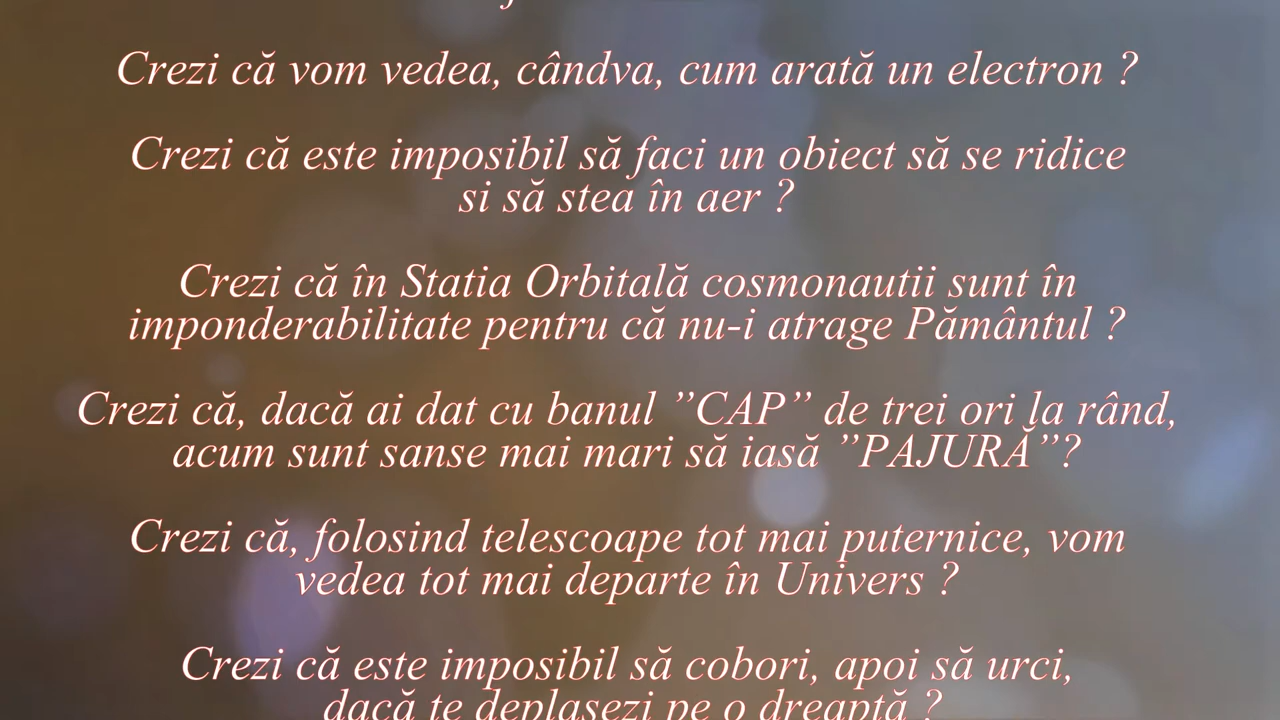 Crezi că vom vedea, cândva, cum arată un electron ?
Crezi că este imposibil să faci un obiect să se ridice
si să stea în aer ?
Crezi că în Statia Orbitală cosmonautii sunt în
imponderabilitate pentru că nu-i atrage Pământul ?
Crezi că, dacă ai dat cu banul ”CAP” de trei ori la rând,
acum sunt sanse mai mari să iasă ”PAJURĂ”?
Crezi că, folosind telescoape tot mai puternice, vom
vedea tot mai departe în Univers ?
Crezi că este imposibil să cobori, apoi să urci,
dacă te deplasezi pe o dreaptă ?